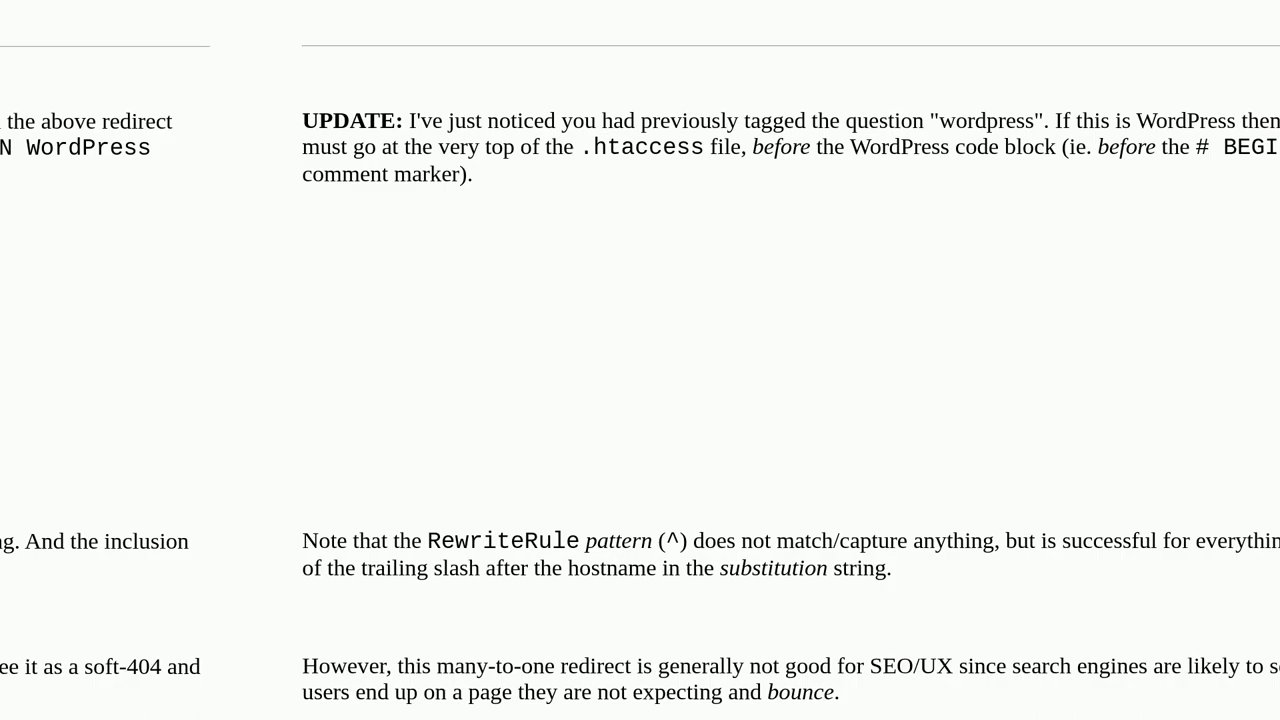 the above redirect
N WordPress
ng. And the inclusion
ee it as a soft-404 and
UPDATE: I've just noticed you had previously tagged the question "wordpress". If this is WordPress then
must go at the very top of the .htaccess file, before the WordPress code block (ie. before the # BEGI
comment marker).
Note that the RewriteRule pattern (^) does not match/capture anything, but is successful for everythin
of the trailing slash after the hostname in the substitution string.
However, this many-to-one redirect is generally not good for SEO/UX since search engines are likely to s
users end up on a page they are not expecting and bounce.